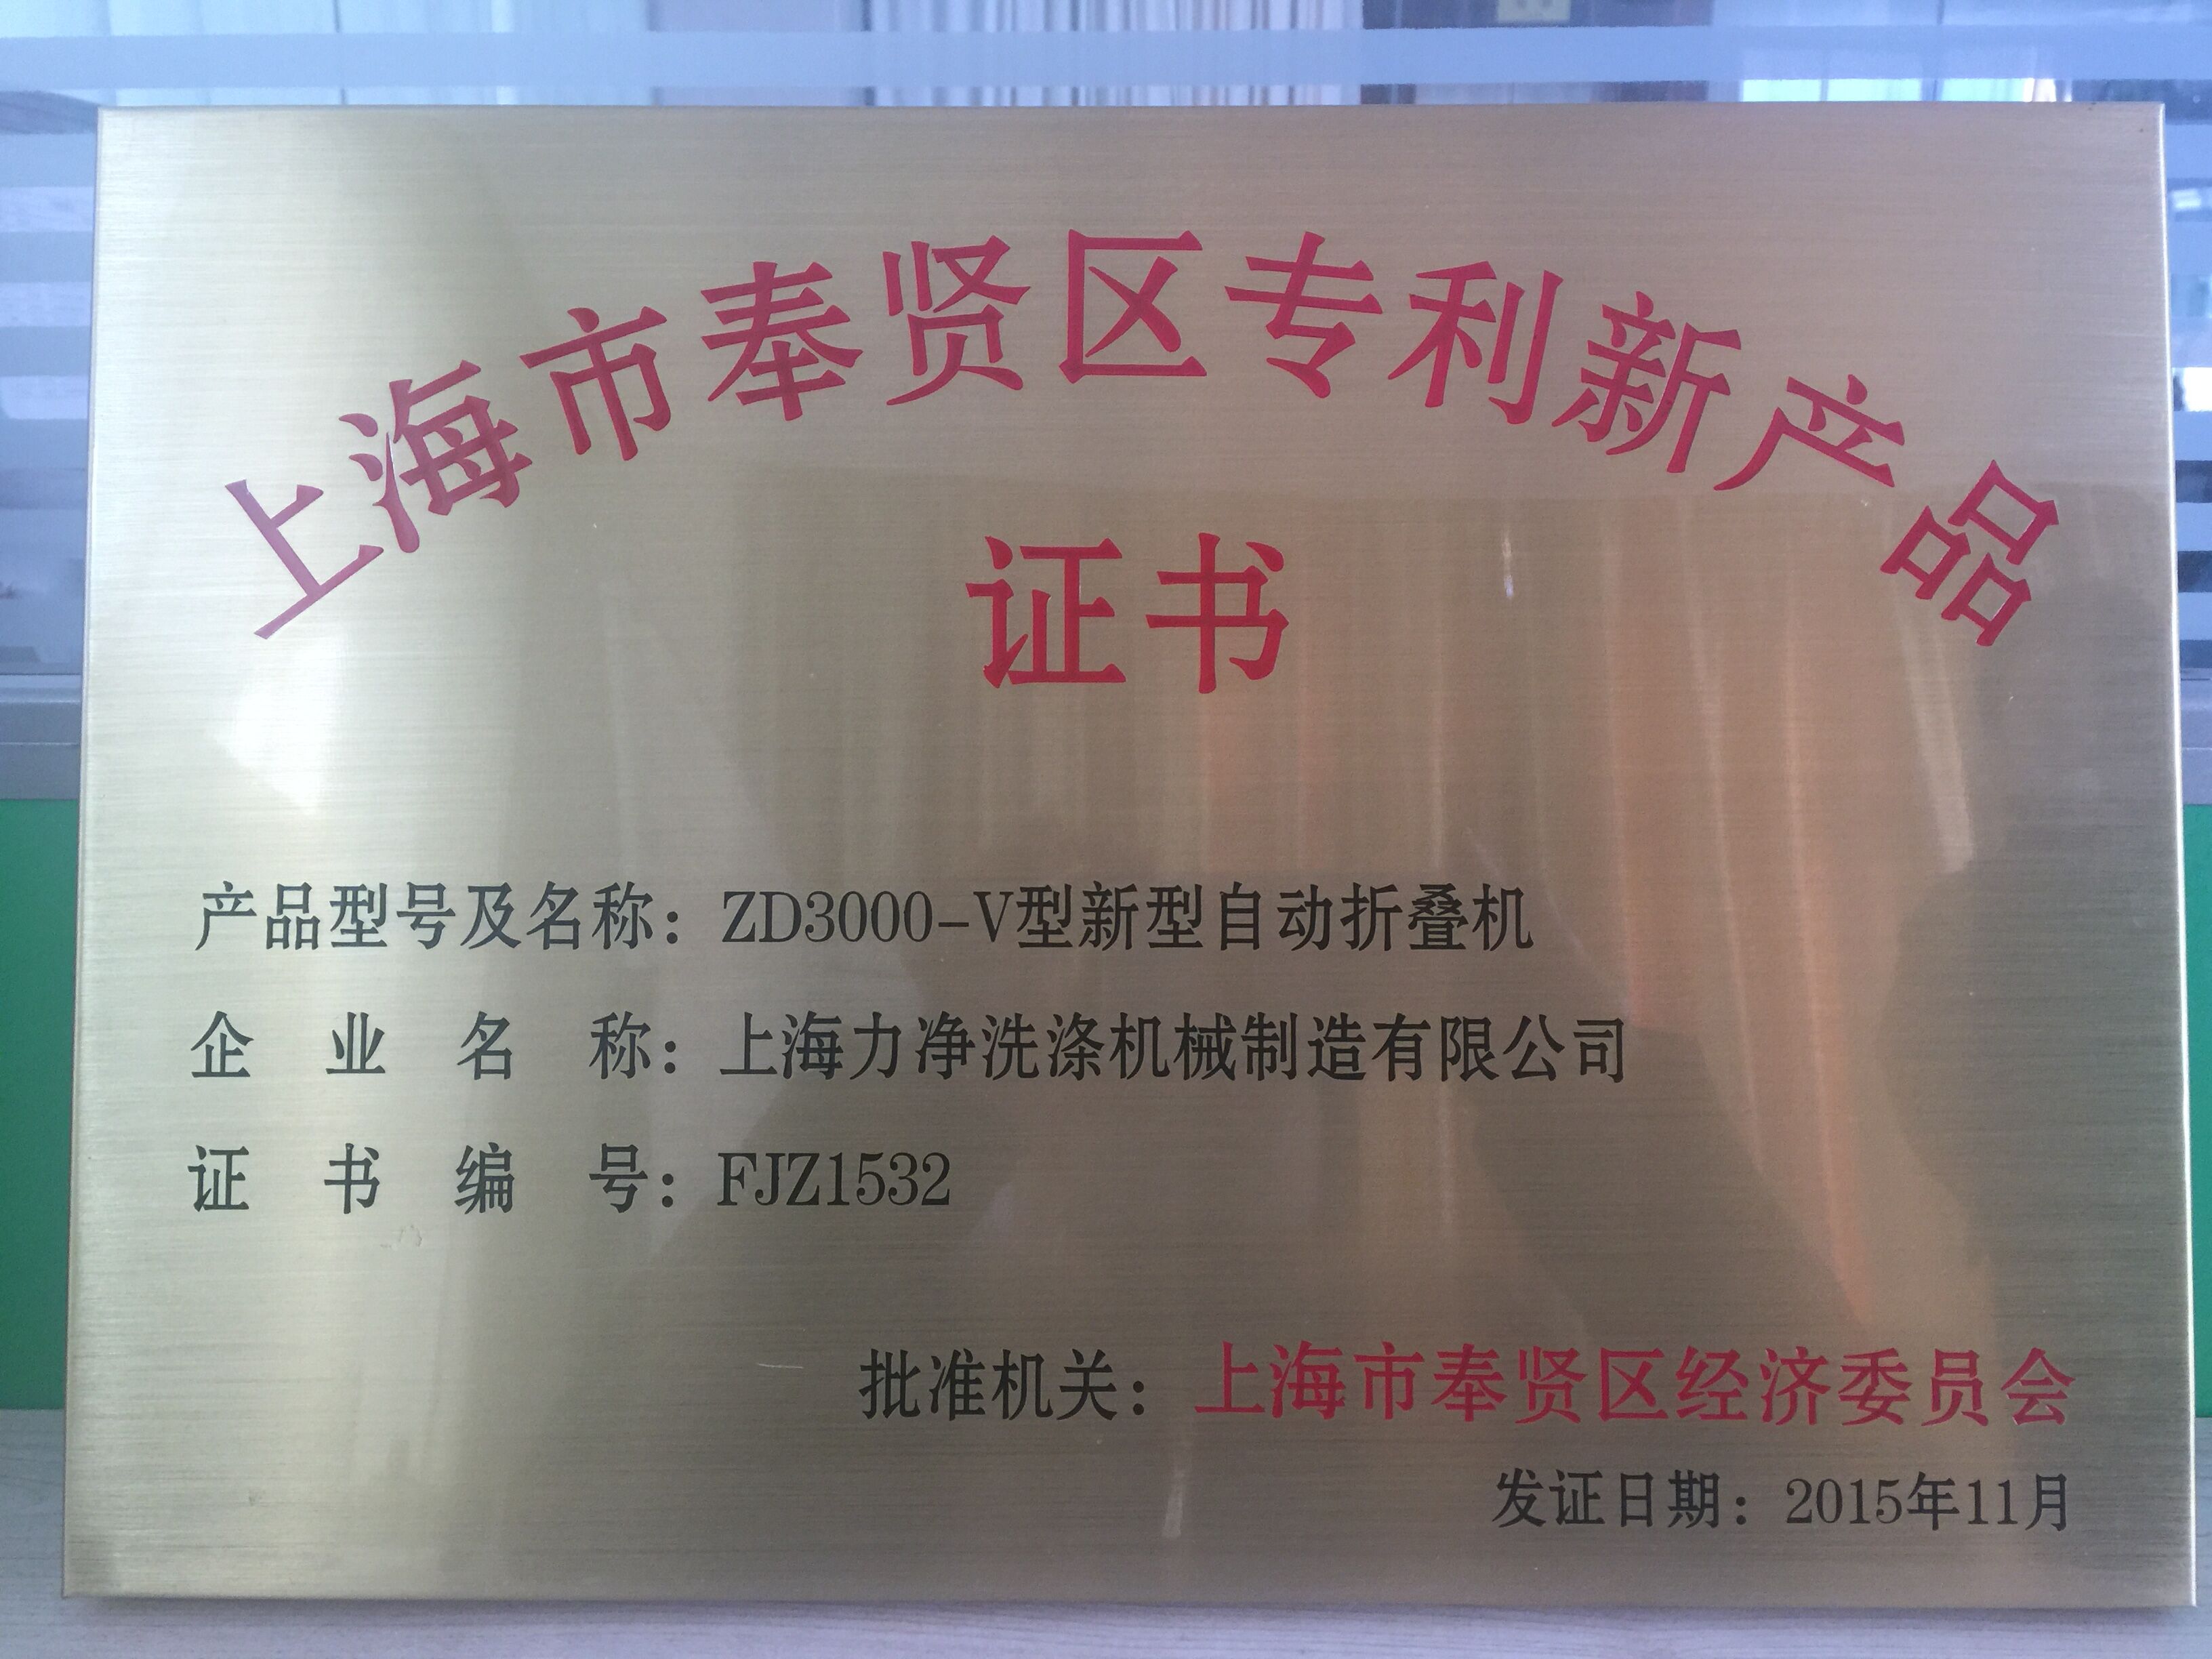 上海市奉贤区专利新产品
证书
产品型号及名称：ZD3000-V型新型自动折叠机
企业名称：上海力净洗涤机械制造有限公司
证书编号：FJZ1532
批准机关：上海市奉贤区经济委员会
发证日期：2015年11月